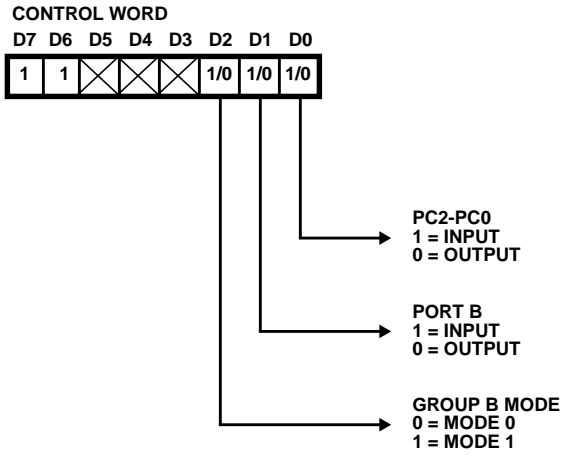 CONTROL WORD
D7 D6 D5 D4 D3 D2 D1 D0
1 1 1/0 1/0 1/0
PC2-PC0
1 = INPUT
0 = OUTPUT
PORT B
1 = INPUT
0 = OUTPUT
GROUP B MODE
0 = MODE 0
1 = MODE 1